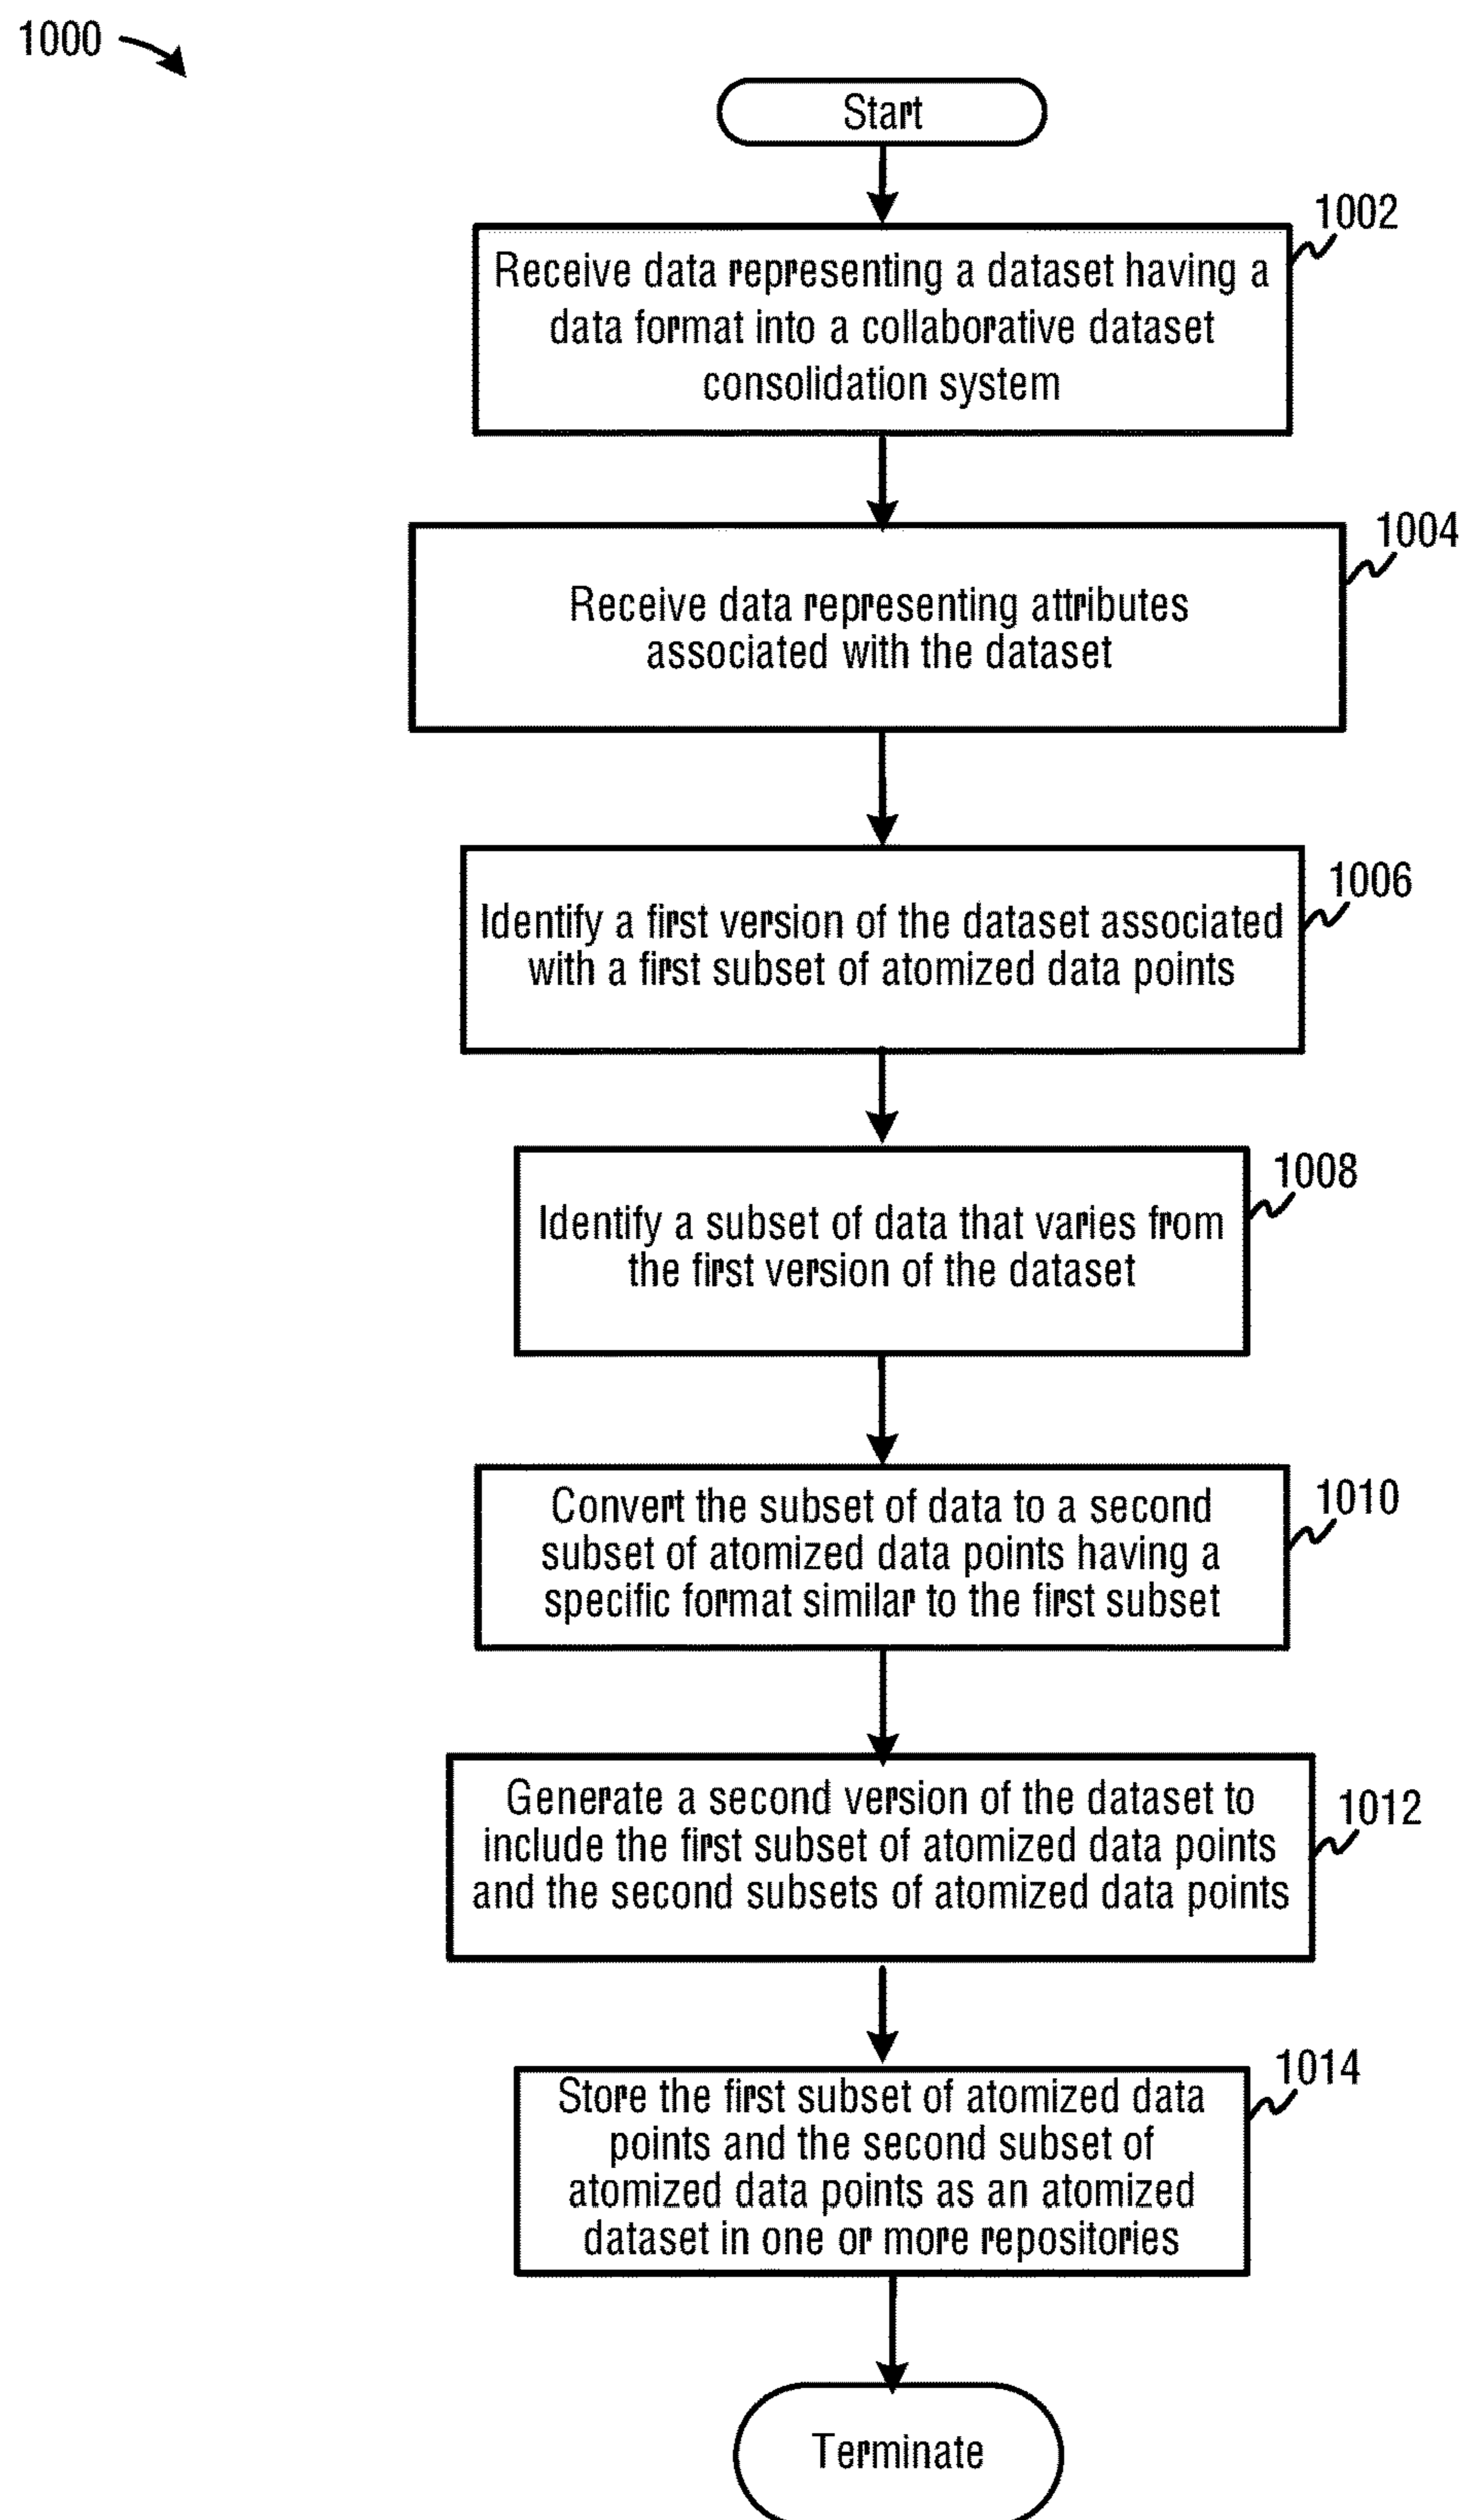 1000
Start
1002
Receive data representing a dataset having a
data format into a collaborative dataset
consolidation system
1004
Receive data representing attributes
associated with the dataset
1006
Identify a first version of the dataset associated
with a first subset of atomized data points
1008
Identify a subset of data that varies from
the first version of the dataset
1010
Convert the subset of data to a second
subset of atomized data points having a
specific format similar to the first subset
1012
Generate a second version of the dataset to
include the first subset of atomized data points
and the second subsets of atomized data points
1014
Store the first subset of atomized data
points and the second subset of
atomized data points as an atomized
dataset in one or more repositories
Terminate